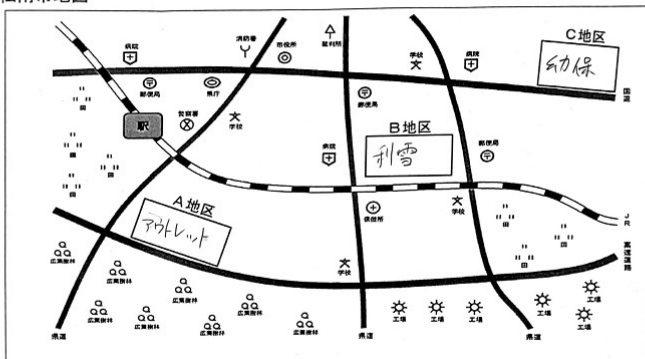 消防署
市役所
裁判所
病院
学校
病院
C地区
幼保
国道
郵便局
県庁
田
警察署
学校
郵便局
駅
B地区
利雪
病院
郵便局
田
田
田
A地区
アウトレット
保健所
学校
田
田
田
JR
高速道路
学校
広葉樹林
広葉樹林
広葉樹林
広葉樹林
広葉樹林
広葉樹林
広葉樹林
広葉樹林
工場
工場
工場
工場
工場
県道
県道
県道